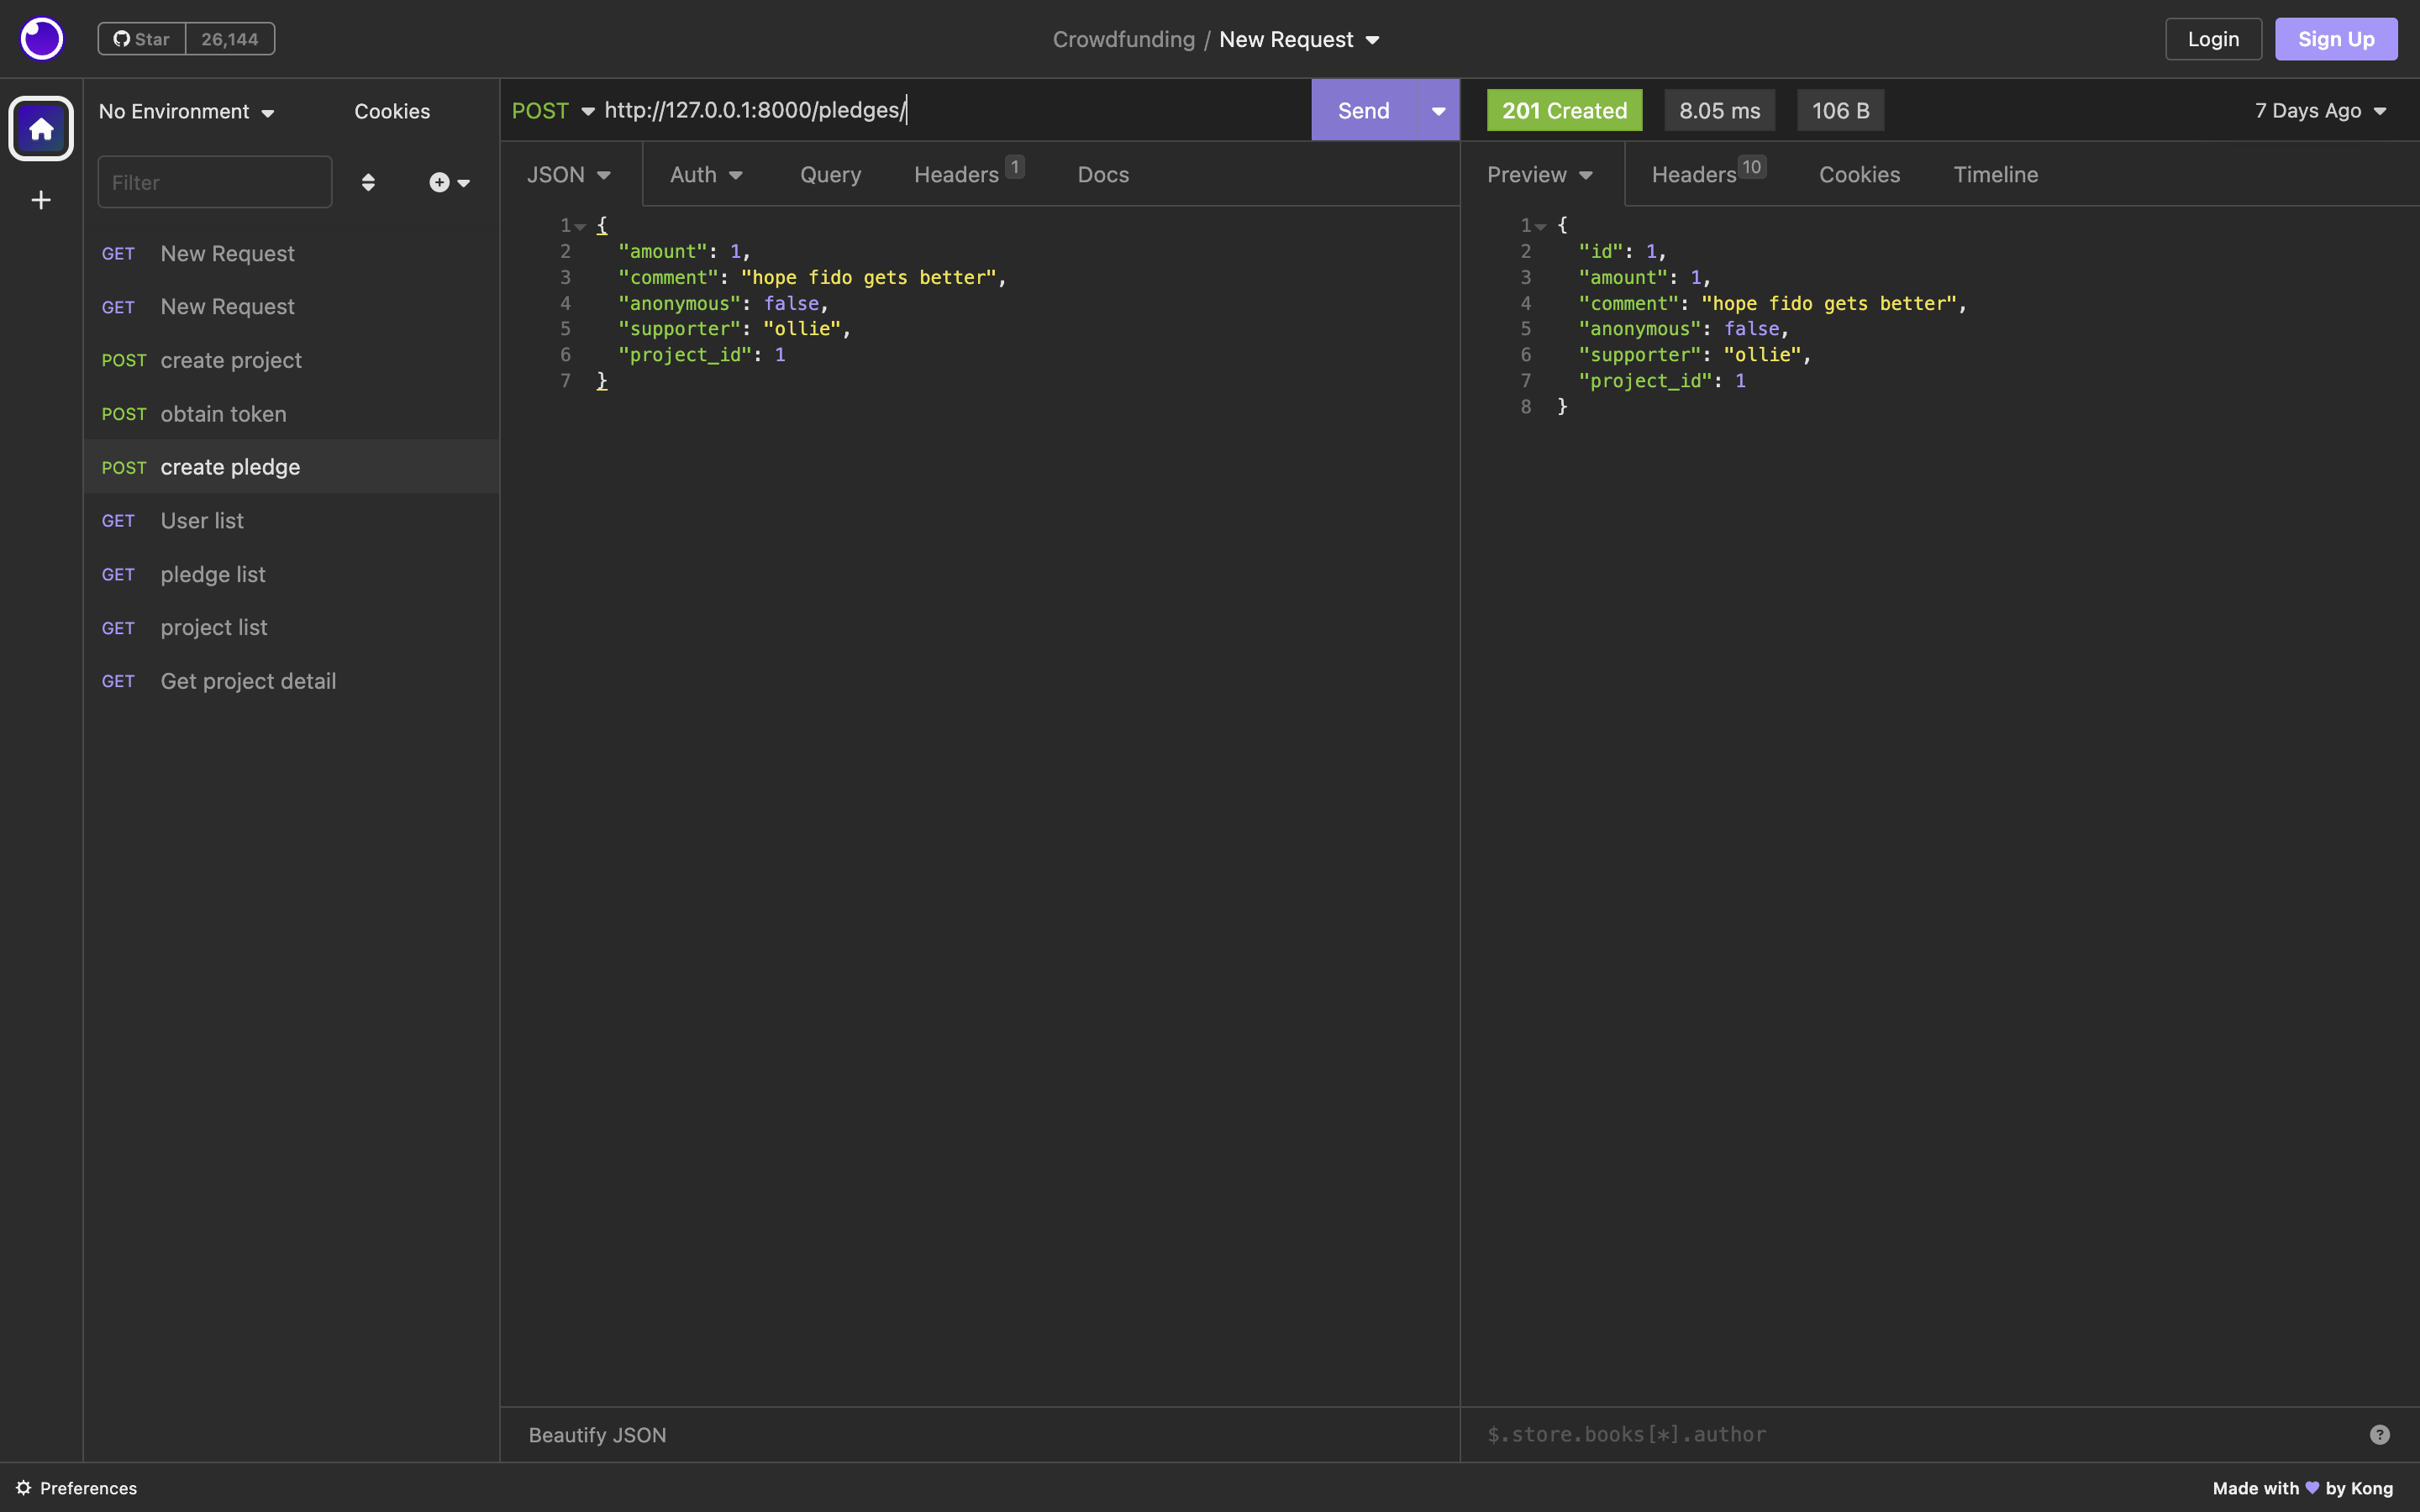 Star 26,144
Crowdfunding / New Request
Login
Sign Up
No Environment
Cookies
Filter
GET New Request
GET New Request
POST create project
POST obtain token
POST create pledge
GET User list
GET pledge list
GET project list
GET Get project detail
POST http://127.0.0.1:8000/pledges/
Send
JSON Auth Query Headers 1 Docs
1 {
2 "amount": 1,
3 "comment": "hope fido gets better",
4 "anonymous": false,
5 "supporter": "ollie",
6 "project_id": 1
7 }
Beautify JSON
201 Created 8.05 ms 106 B 7 Days Ago
Preview Headers 10 Cookies Timeline
1 {
2 "id": 1,
3 "amount": 1,
4 "comment": "hope fido gets better",
5 "anonymous": false,
6 "supporter": "ollie",
7 "project_id": 1
8 }
$.store.books[*].author ?
Preferences
Made with by Kong